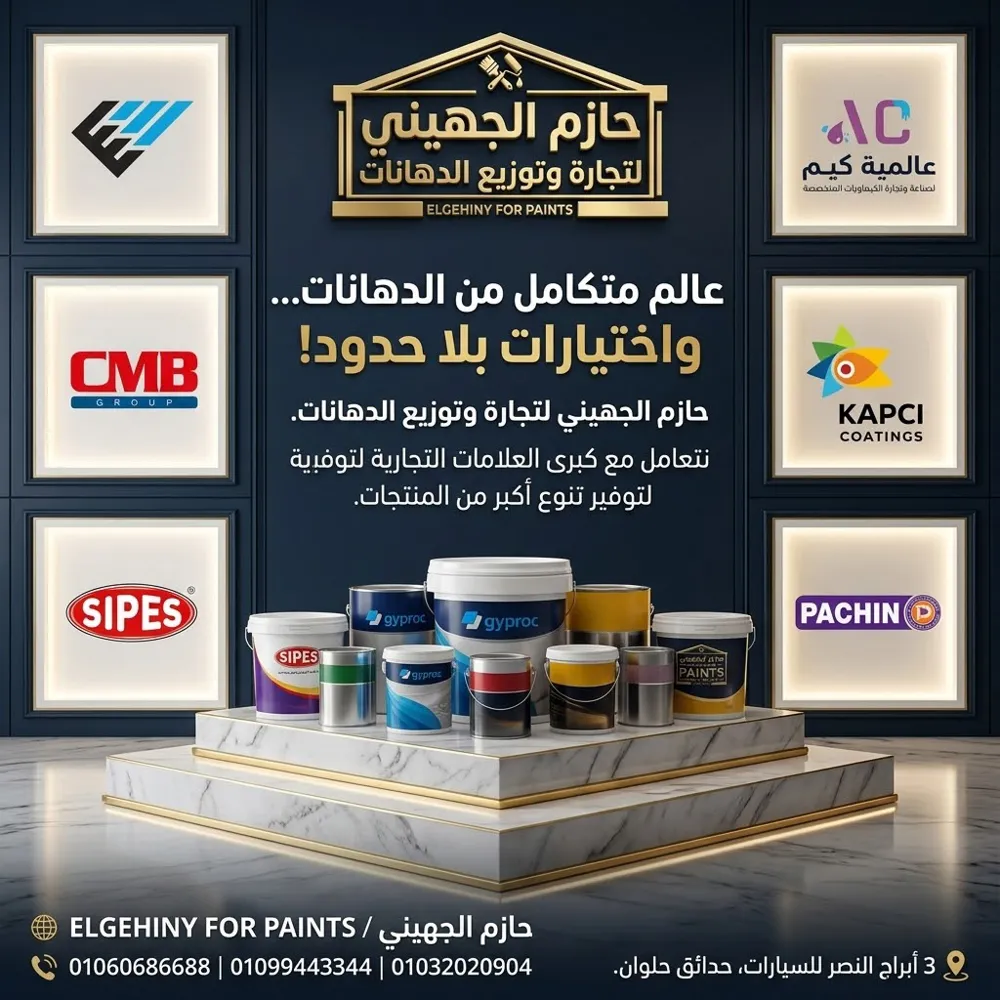 حازم الجهيني
لتجارة وتوزيع الدهانات
ELGEHINY FOR PAINTS
AC
عالمية كيم
لصناعة وتجارة الكيماويات المتخصصة
عالم متكامل من الدهانات...
واختيارات بلا حدود!
حازم الجهيني لتجارة وتوزيع الدهانات.
نتعامل مع كبرى العلامات التجارية لتوفيرية
لتوفير تنوع أكبر من المنتجات.
CMB
GROUP
KAPCI
COATINGS
SIPES®
PACHIN
gyproc
gyproc
SIPES
gyproc
PAINTS
ELGEHINY FOR PAINTS / حازم الجهيني
01060686688 | 01099443344 | 01032020904
3 أبراج النصر للسيارات، حدائق حلوان.